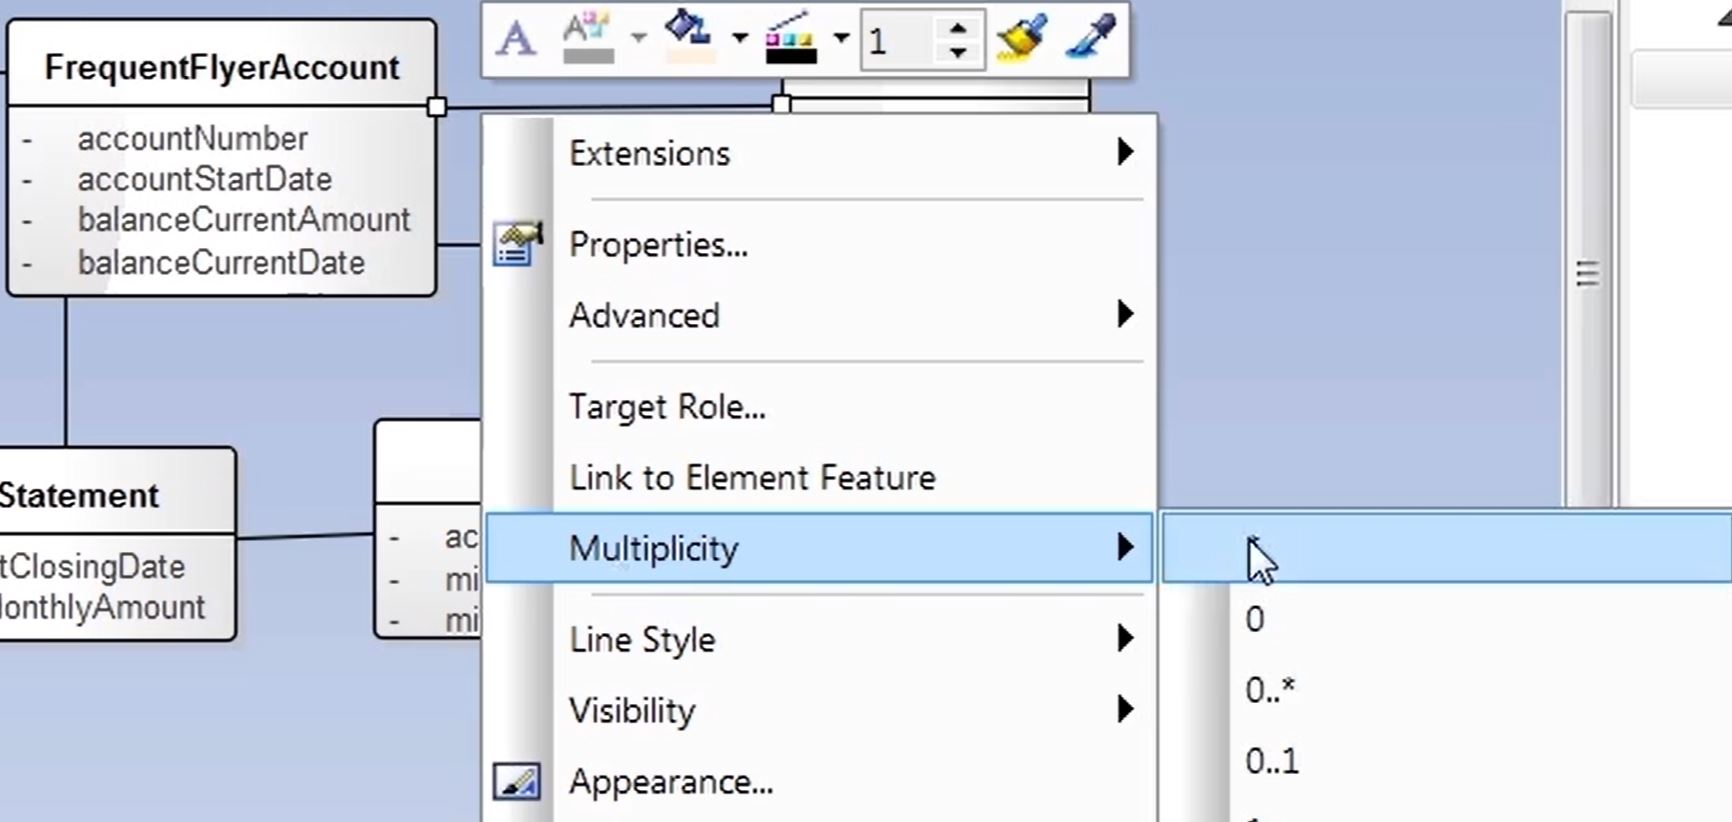 1
FrequentFlyerAccount
- accountNumber
- accountStartDate
- balanceCurrentAmount
- balanceCurrentDate
Statement
tClosingDate
MonthlyAmount
- ac
- mi
- mi
Extensions
Properties...
Advanced
Target Role...
Link to Element Feature
Multiplicity
Line Style
Visibility
Appearance...
*
0
0..*
0..1